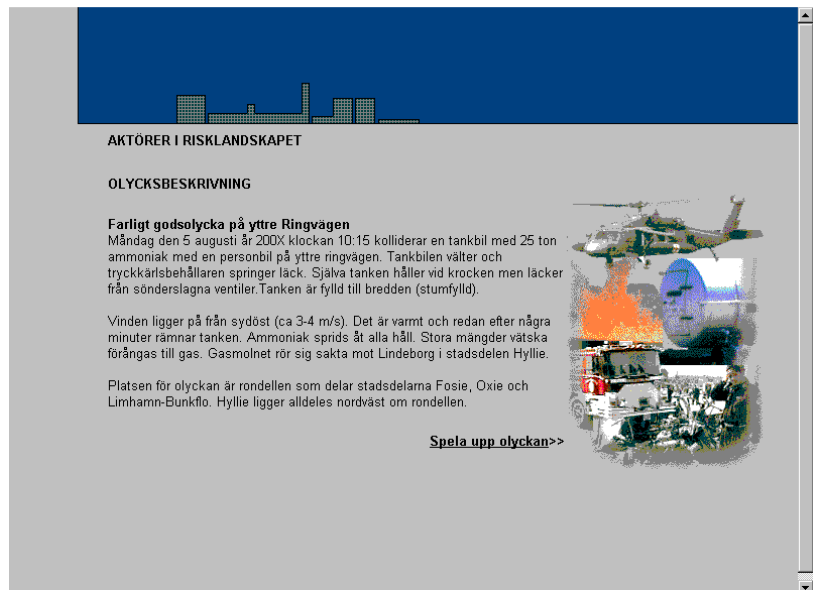 AKTÖRER I RISKLANDSKAPET
OLYCKSBESKRIVNING
Farligt godsolycka på yttre Ringvägen
Måndag den 5 augusti år 200X klockan 10:15 kolliderar en tankbil med 25 ton
ammoniak med en personbil på yttre ringvägen. Tankbilen välter och
tryckkärlsbehållaren springer läck. Själva tanken håller vid krocken men läcker
från sönderslagna ventiler.Tanken är fylld till bredden (stumfylld).
Vinden ligger på från sydöst (ca 3-4 m/s). Det är varmt och redan efter några
minuter rämnar tanken. Ammoniak sprids åt alla håll. Stora mängder vätska
förångas till gas. Gasmolnet rör sig sakta mot Lindeborg i stadsdelen Hyllie.
Platsen för olyckan är rondellen som delar stadsdelarna Fosie, Oxie och
Limhamn-Bunkflo. Hyllie ligger alldeles nordväst om rondellen.
Spela upp olyckan>>